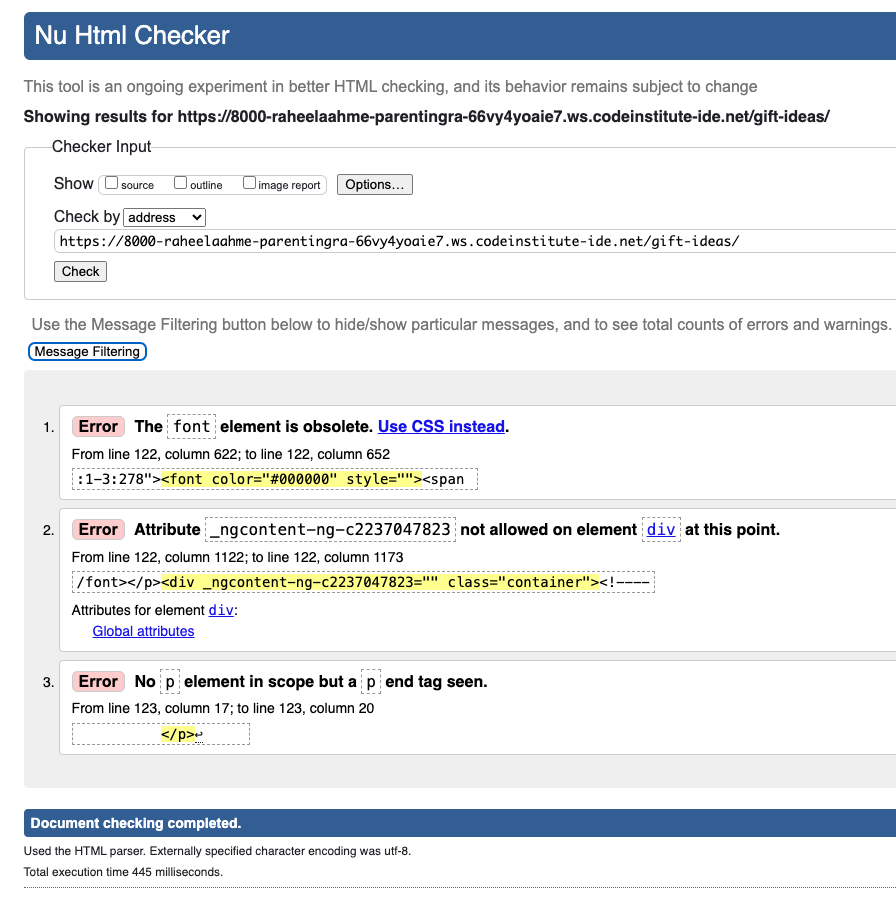 Nu Html Checker
This tool is an ongoing experiment in better HTML checking, and its behavior remains subject to change
Showing results for https://8000-raheelaahme-parentingra-66vy4yoaie7.ws.codeinstitute-ide.net/gift-ideas/
Checker Input
Show source outline image report Options...
Check by address
https://8000-raheelaahme-parentingra-66vy4yoaie7.ws.codeinstitute-ide.net/gift-ideas/
Check
Use the Message Filtering button below to hide/show particular messages, and to see total counts of errors and warnings.
Message Filtering
1. Error The font element is obsolete. Use CSS instead.
From line 122, column 622; to line 122, column 652
:1-3:278"><font color="#000000" style=""><span
2. Error Attribute _ngcontent-ng-c2237047823 not allowed on element div at this point.
From line 122, column 1122; to line 122, column 1173
/font></p><div _ngcontent-ng-c2237047823="" class="container"><!----
Attributes for element div:
Global attributes
3. Error No p element in scope but a p end tag seen.
From line 123, column 17; to line 123, column 20
</p>↩
Document checking completed.
Used the HTML parser. Externally specified character encoding was utf-8.
Total execution time 445 milliseconds.